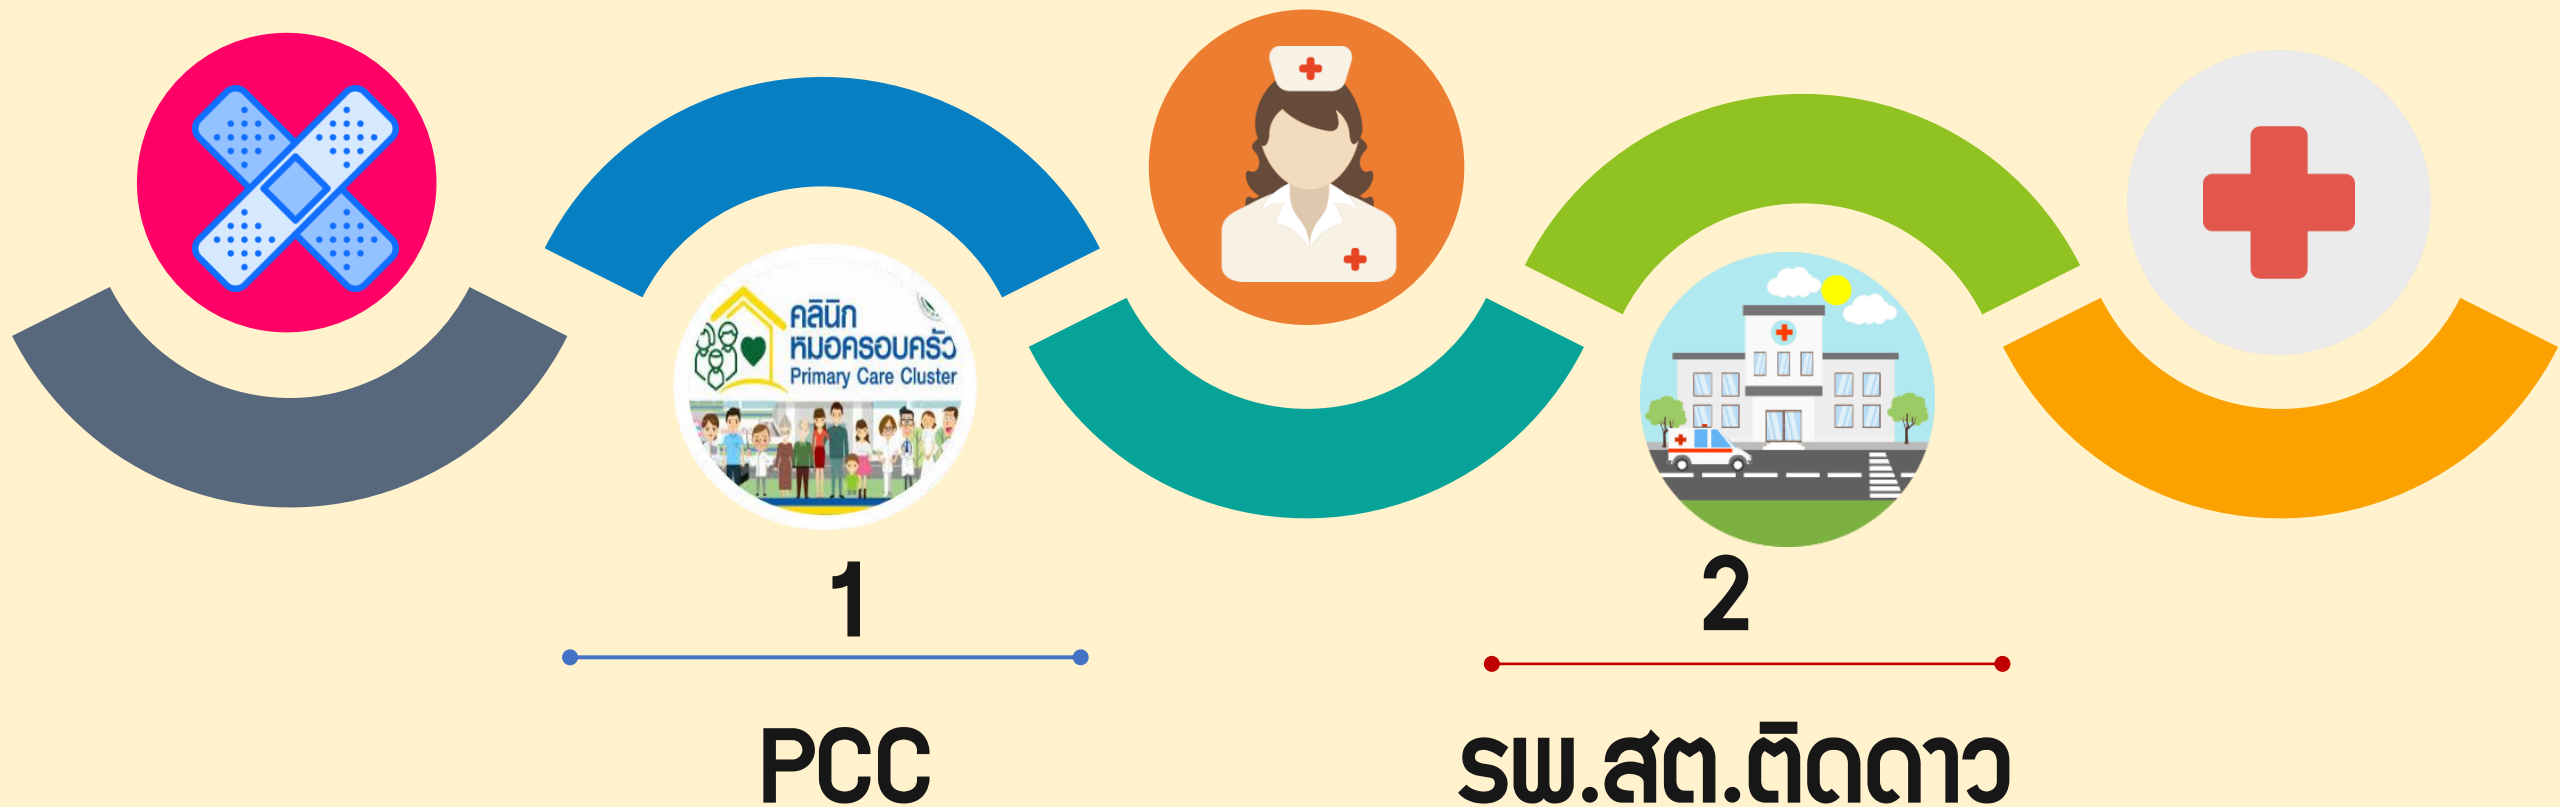 คลินิก
หมอครอบครัว
Primary Care Cluster
1
2
PCC
รพ.สต.ติดดาว